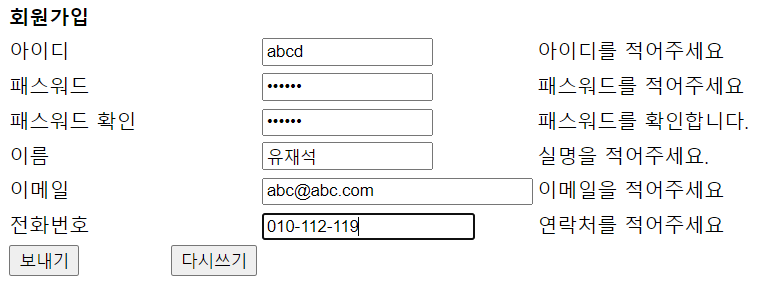 회원가입
아이디 abcd 아이디를 적어주세요
패스워드 •••••• 패스워드를 적어주세요
패스워드 확인 •••••• 패스워드를 확인합니다.
이름 유재석 실명을 적어주세요.
이메일 abc@abc.com 이메일을 적어주세요
전화번호 010-112-119 연락처를 적어주세요
보내기 다시쓰기